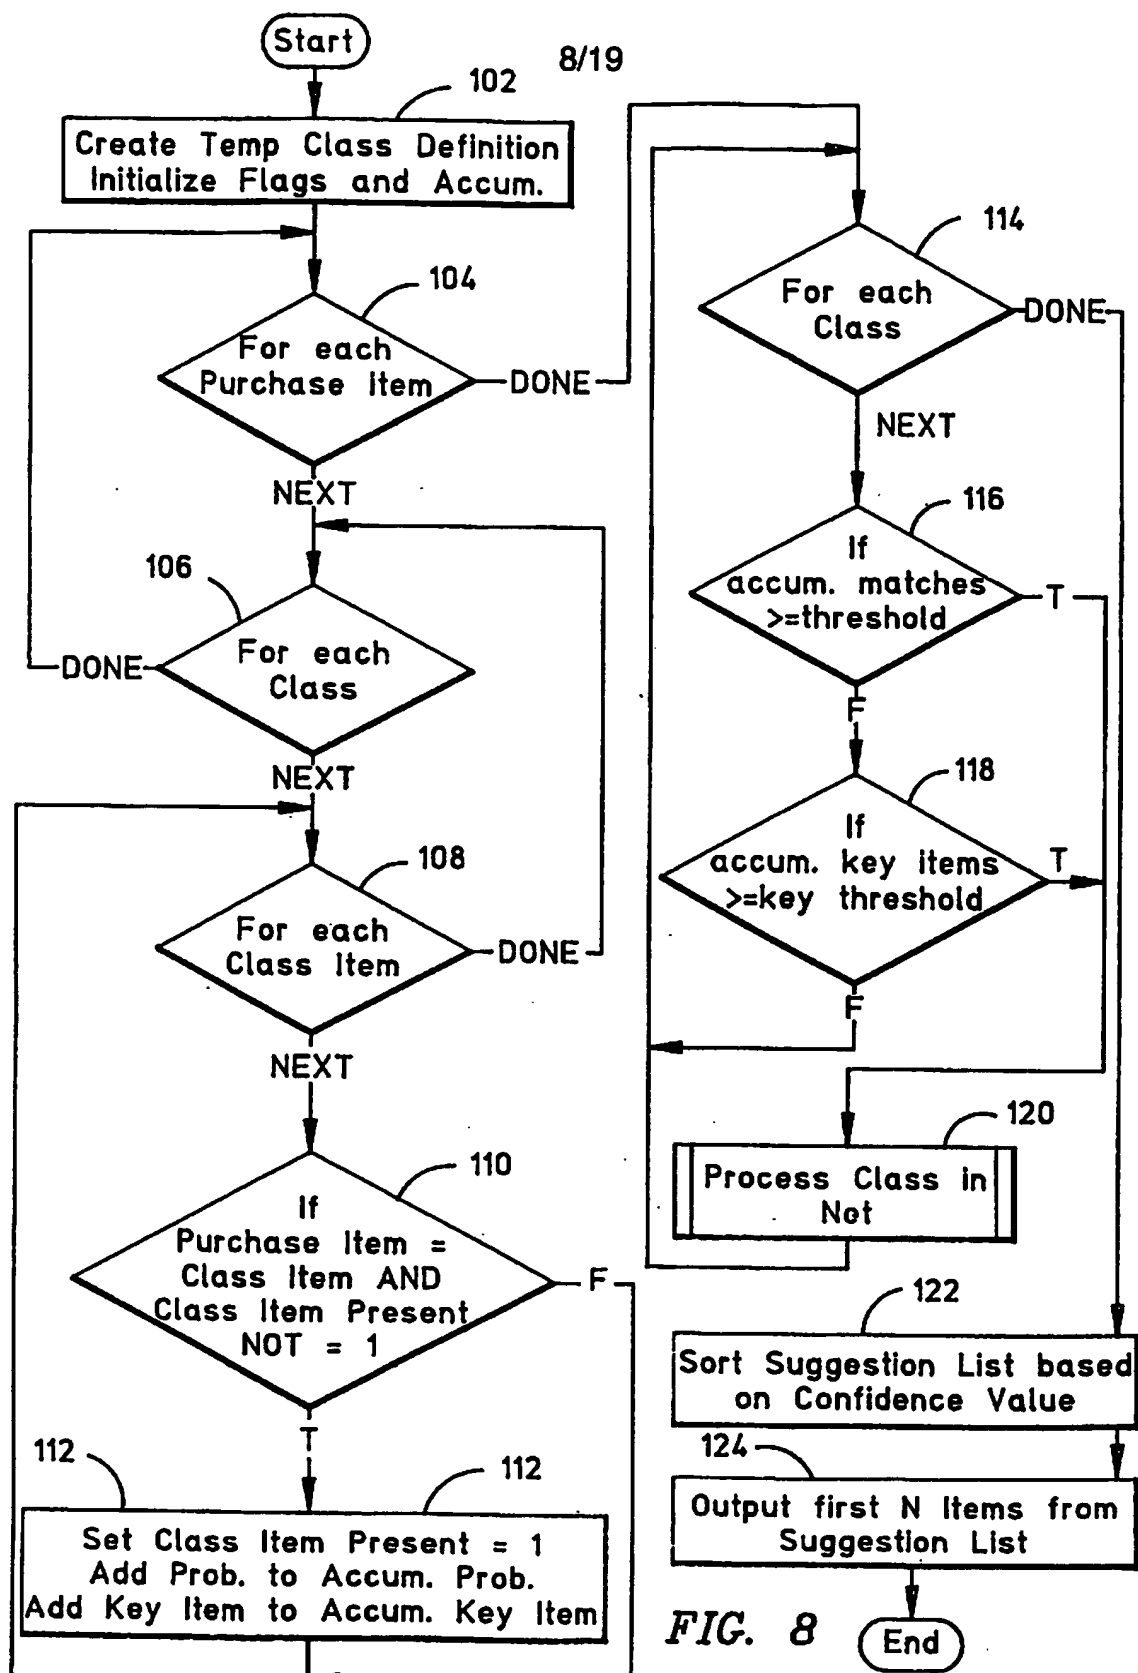 Start
8/19
102
Create Temp Class Definition
Initialize Flags and Accum.
104
For each
Purchase Item
DONE
NEXT
106
For each
Class
DONE
NEXT
108
For each
Class Item
DONE
NEXT
110
If
Purchase Item =
Class Item AND
Class Item Present
NOT = 1
F
T
112
112
Set Class Item Present = 1
Add Prob. to Accum. Prob.
Add Key Item to Accum. Key Item
114
For each
Class
DONE
NEXT
116
If
accum. matches
>=threshold
T
F
118
If
accum. key items
>=key threshold
T
F
120
Process Class in
Not
122
Sort Suggestion List based
on Confidence Value
124
Output first N Items from
Suggestion List
FIG. 8
End